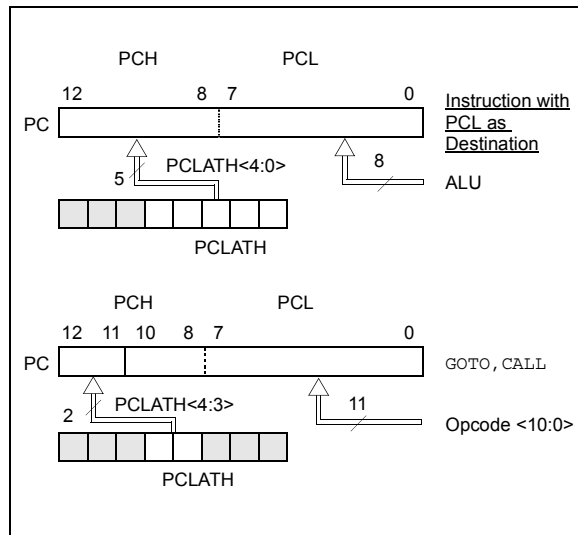 PCH PCL
12 8 7 0
Instruction with
PCL as
Destination
PC
PCLATH<4:0>
5
8
ALU
PCLATH
PCH PCL
12 11 10 8 7 0
PC
GOTO, CALL
PCLATH<4:3>
2
11
Opcode <10:0>
PCLATH